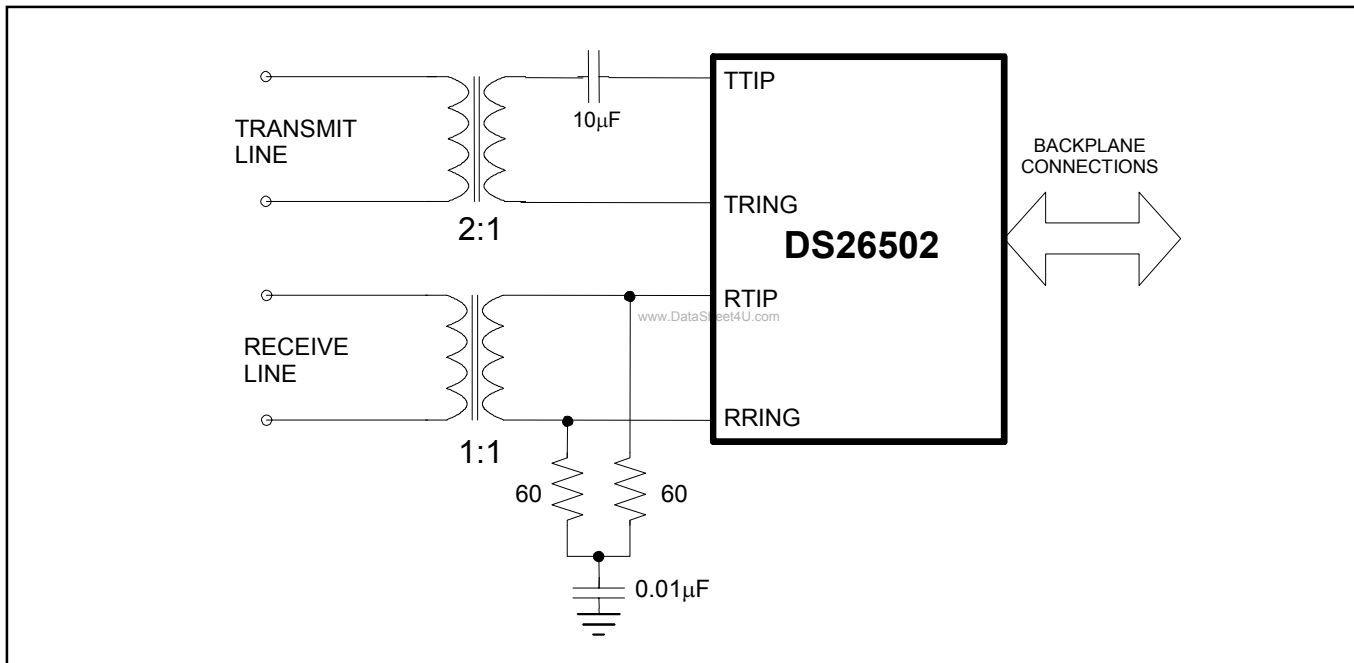 TTIP
10μF
TRANSMIT
LINE
BACKPLANE
CONNECTIONS
TRING
2:1
DS26502
RTIP
www.DataSheet4U.com
RECEIVE
LINE
RRING
1:1
60
60
0.01μF